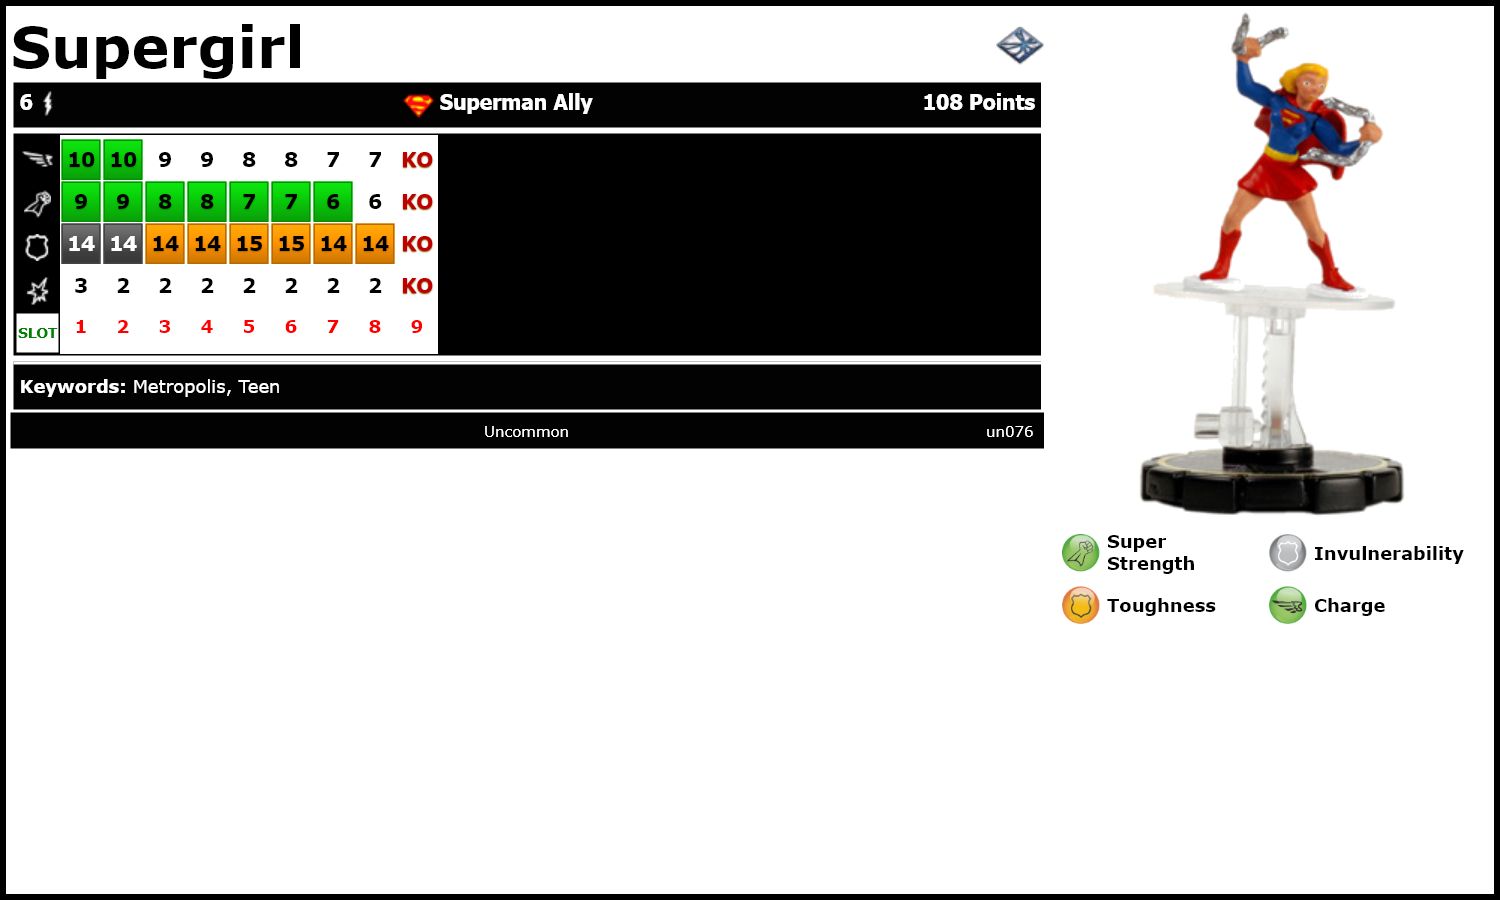 Supergirl
6 Superman Ally 108 Points
10 10 9 9 8 8 7 7 KO
9 9 8 8 7 7 6 6 KO
14 14 14 14 15 15 14 14 KO
3 2 2 2 2 2 2 2 KO
SLOT 1 2 3 4 5 6 7 8 9
Keywords: Metropolis, Teen
Uncommon un076
Super
Strength
Invulnerability
Toughness
Charge